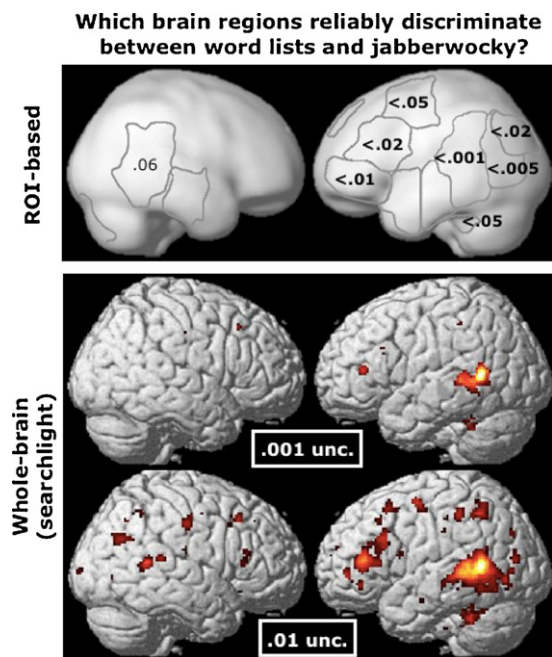 Which brain regions reliably discriminate
between word lists and jabberwocky?
ROI-based
.06
<.05
<.02
<.01
<.001
<.02
<.005
<.05
Whole-brain
(searchlight)
.001 unc.
.01 unc.